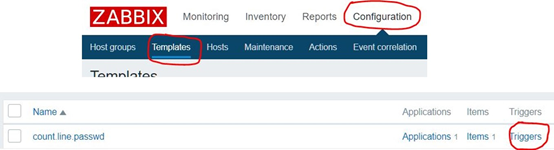 ZABBIX Monitoring Inventory Reports Configuration
Host groups Templates Hosts Maintenance Actions Event correlation
Templates
Name ▲ Applications Items Triggers
count.line.passwd Applications 1 Items 1 Triggers